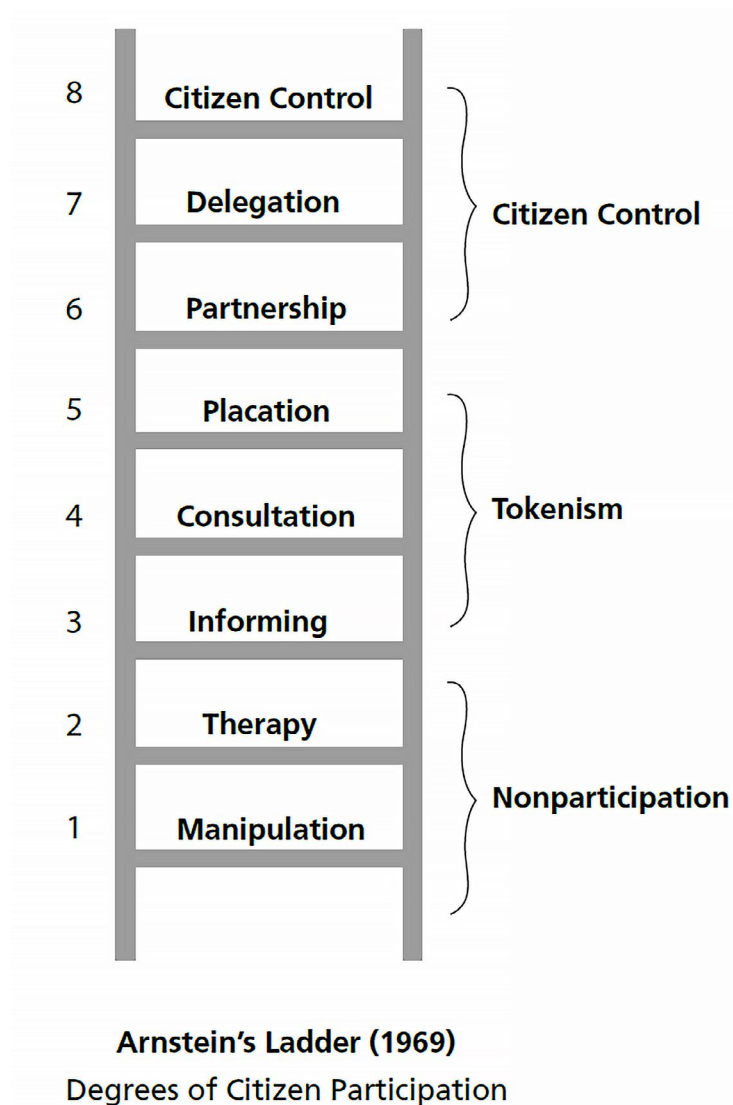 8 Citizen Control
7 Delegation
Citizen Control
6 Partnership
5 Placation
4 Consultation
Tokenism
3 Informing
2 Therapy
Nonparticipation
1 Manipulation
Arnstein’s Ladder (1969)
Degrees of Citizen Participation